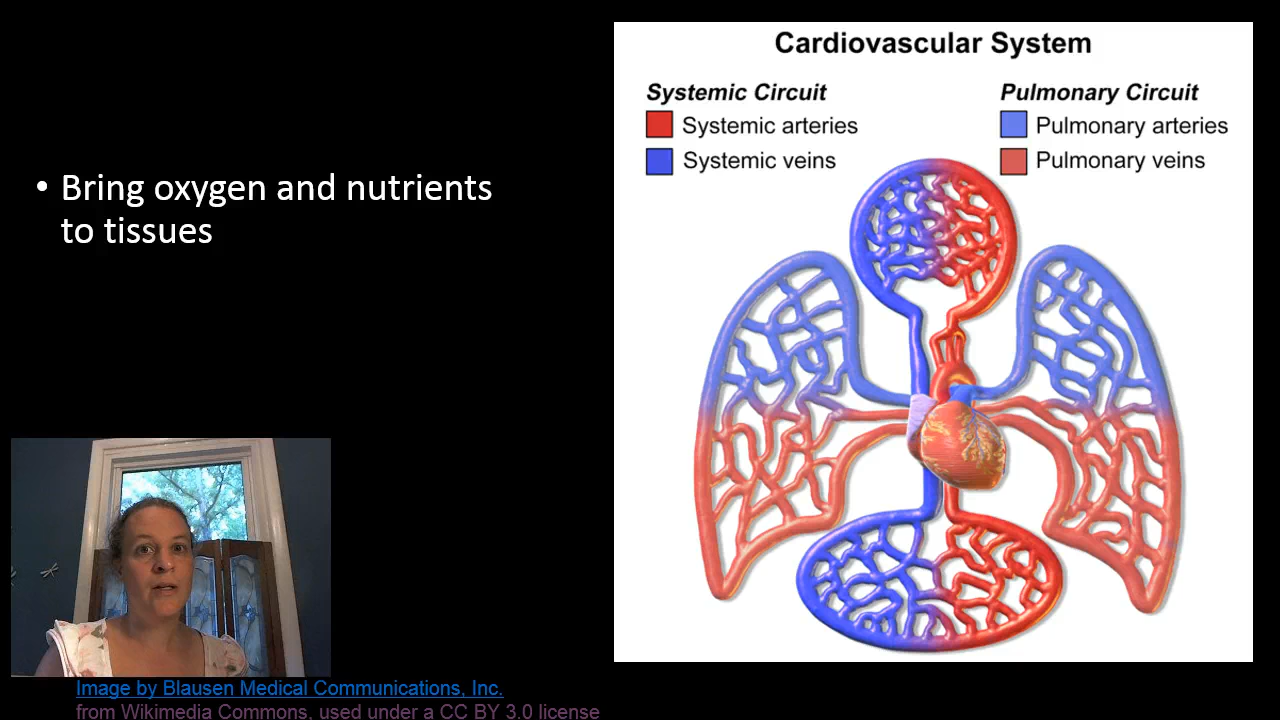 • Bring oxygen and nutrients
to tissues
Cardiovascular System
Systemic Circuit
Systemic arteries
Systemic veins
Pulmonary Circuit
Pulmonary arteries
Pulmonary veins
Image by Blausen Medical Communications, Inc.
from Wikimedia Commons, used under a CC BY 3.0 license